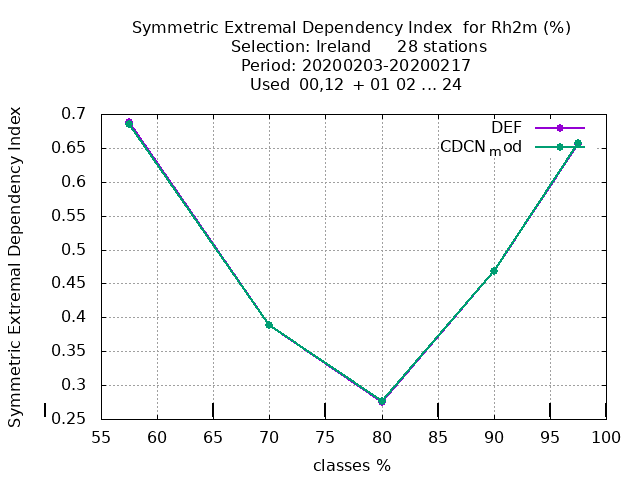 Symmetric Extremal Dependency Index  for Rh2m (%)
Selection: Ireland     28 stations
Period: 20200203-20200217
Used  00,12  + 01 02 ... 24
DEF
CDCNmod
Symmetric Extremal Dependency Index
0.7
0.65
0.6
0.55
0.5
0.45
0.4
0.35
0.3
0.25
55 60 65 70 75 80 85 90 95 100
classes %